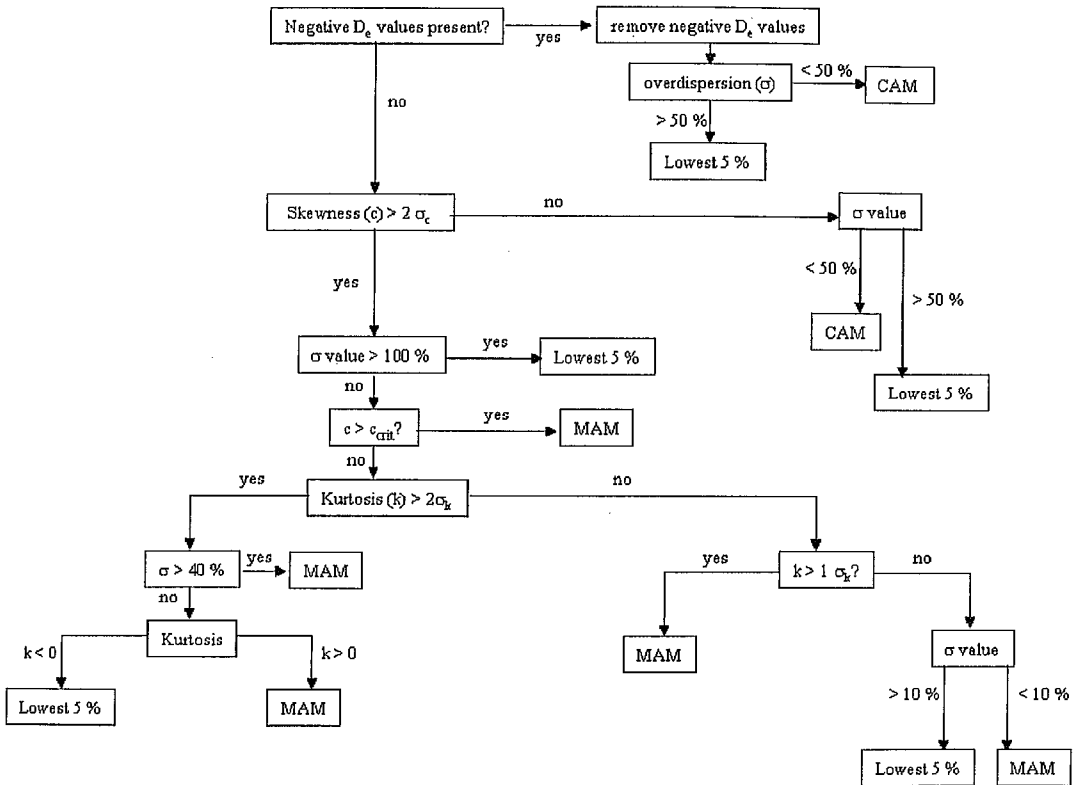 Negative Dₑ values present?
yes
remove negative Dₑ values
no
overdispersion (σ)
< 50 %
CAM
> 50 %
Lowest 5 %
Skewness (c) > 2 σ꜀
no
σ value
yes
< 50 %
> 50 %
CAM
σ value > 100 %
yes
Lowest 5 %
Lowest 5 %
no
c > c_crit?
yes
MAM
no
yes
Kurtosis (k) > 2σₖ
no
σ > 40 %
yes
MAM
yes
k > 1 σₖ?
no
no
Kurtosis
k < 0
k > 0
MAM
σ value
Lowest 5 %
MAM
> 10 %
< 10 %
Lowest 5 %
MAM